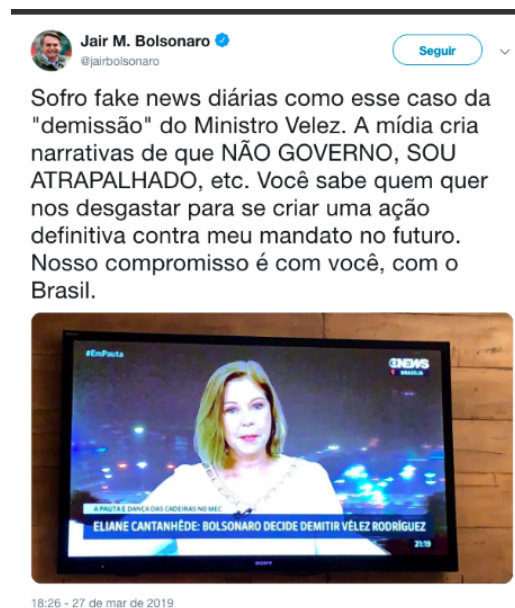 Jair M. Bolsonaro
@jairbolsonaro
Seguir
Sofro fake news diárias como esse caso da
"demissão" do Ministro Velez. A mídia cria
narrativas de que NÃO GOVERNO, SOU
ATRAPALHADO, etc. Você sabe quem quer
nos desgastar para se criar uma ação
definitiva contra meu mandato no futuro.
Nosso compromisso é com você, com o
Brasil.
#EmPauta
GNEWS
BRASÍLIA
A PAUTA É DANÇA DAS CADEIRAS NO MEC
ELIANE CANTANHÊDE: BOLSONARO DECIDE DEMITIR VÉLEZ RODRÍGUEZ
21:19
SONY
18:26 - 27 de mar de 2019